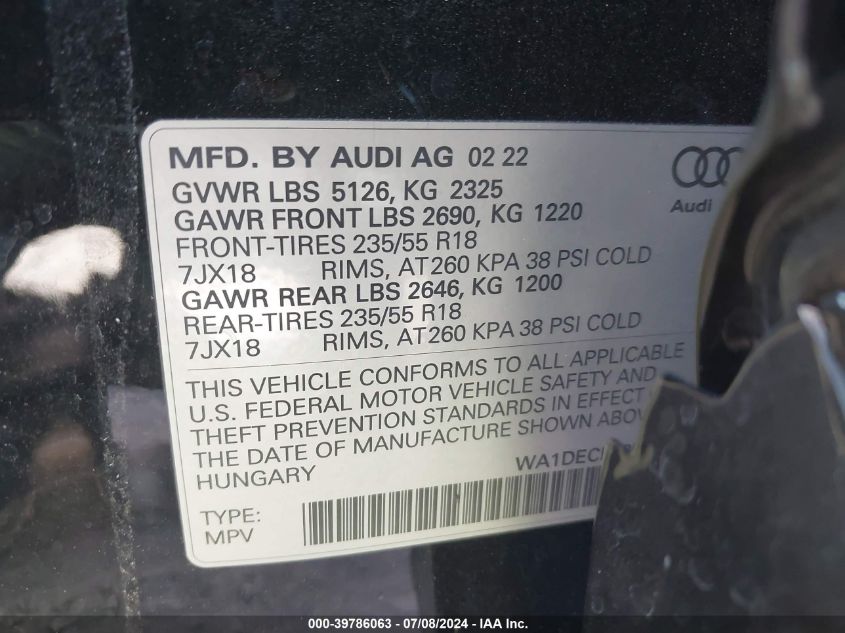 MFD. BY AUDI AG 02 22
Audi
GVWR LBS 5126, KG 2325
GAWR FRONT LBS 2690, KG 1220
FRONT-TIRES 235/55 R18
7JX18 RIMS, AT260 KPA 38 PSI COLD
GAWR REAR LBS 2646, KG 1200
REAR-TIRES 235/55 R18
7JX18 RIMS, AT260 KPA 38 PSI COLD
THIS VEHICLE CONFORMS TO ALL APPLICABLE
U.S. FEDERAL MOTOR VEHICLE SAFETY AND
THEFT PREVENTION STANDARDS IN EFFECT
THE DATE OF MANUFACTURE SHOWN
HUNGARY WA1DEC
TYPE:
MPV
000-39786063 - 07/08/2024 - IAA Inc.